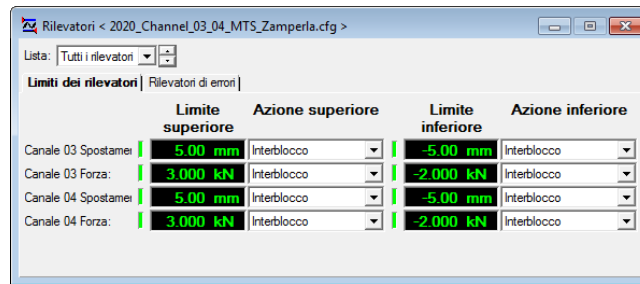 Rilevatori < 2020_Channel_03_04_MTS_Zamperla.cfg >
Lista: Tutti i rilevatori
Limiti dei rilevatori Rilevatori di errori
Limite superiore Azione superiore Limite inferiore Azione inferiore
Canale 03 Spostamei 5.00 mm Interblocco -5.00 mm Interblocco
Canale 03 Forza: 3.000 kN Interblocco -2.000 kN Interblocco
Canale 04 Spostamei 5.00 mm Interblocco -5.00 mm Interblocco
Canale 04 Forza: 3.000 kN Interblocco -2.000 kN Interblocco